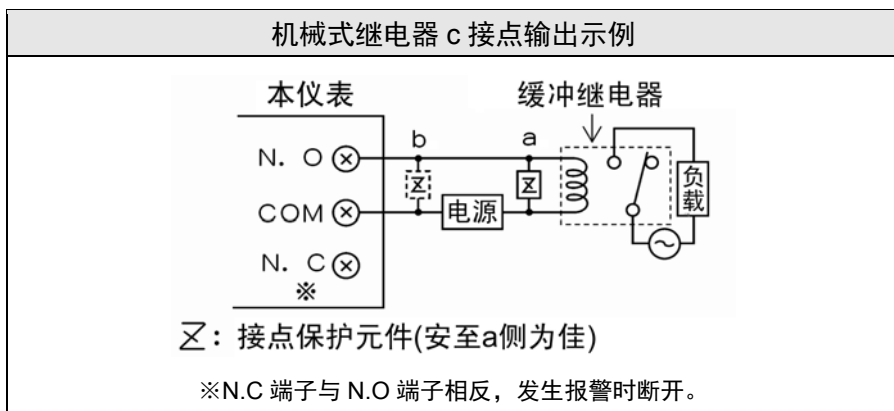 机械式继电器 c 接点输出示例
本仪表
缓冲继电器
b
a
N. O
Z
Z
负载
COM
电源
N. C
※
Z：接点保护元件(安至a侧为佳)
※N.C 端子与 N.O 端子相反，发生报警时断开。